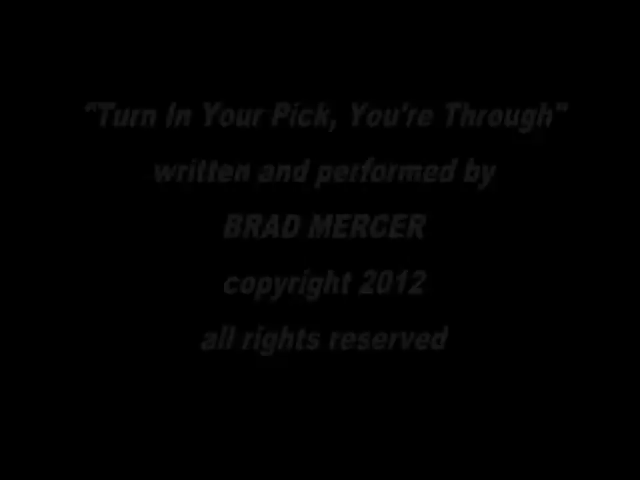 "Turn In Your Pick, You're Through"
written and performed by
BRAD MERCER
copyright 2012
all rights reserved